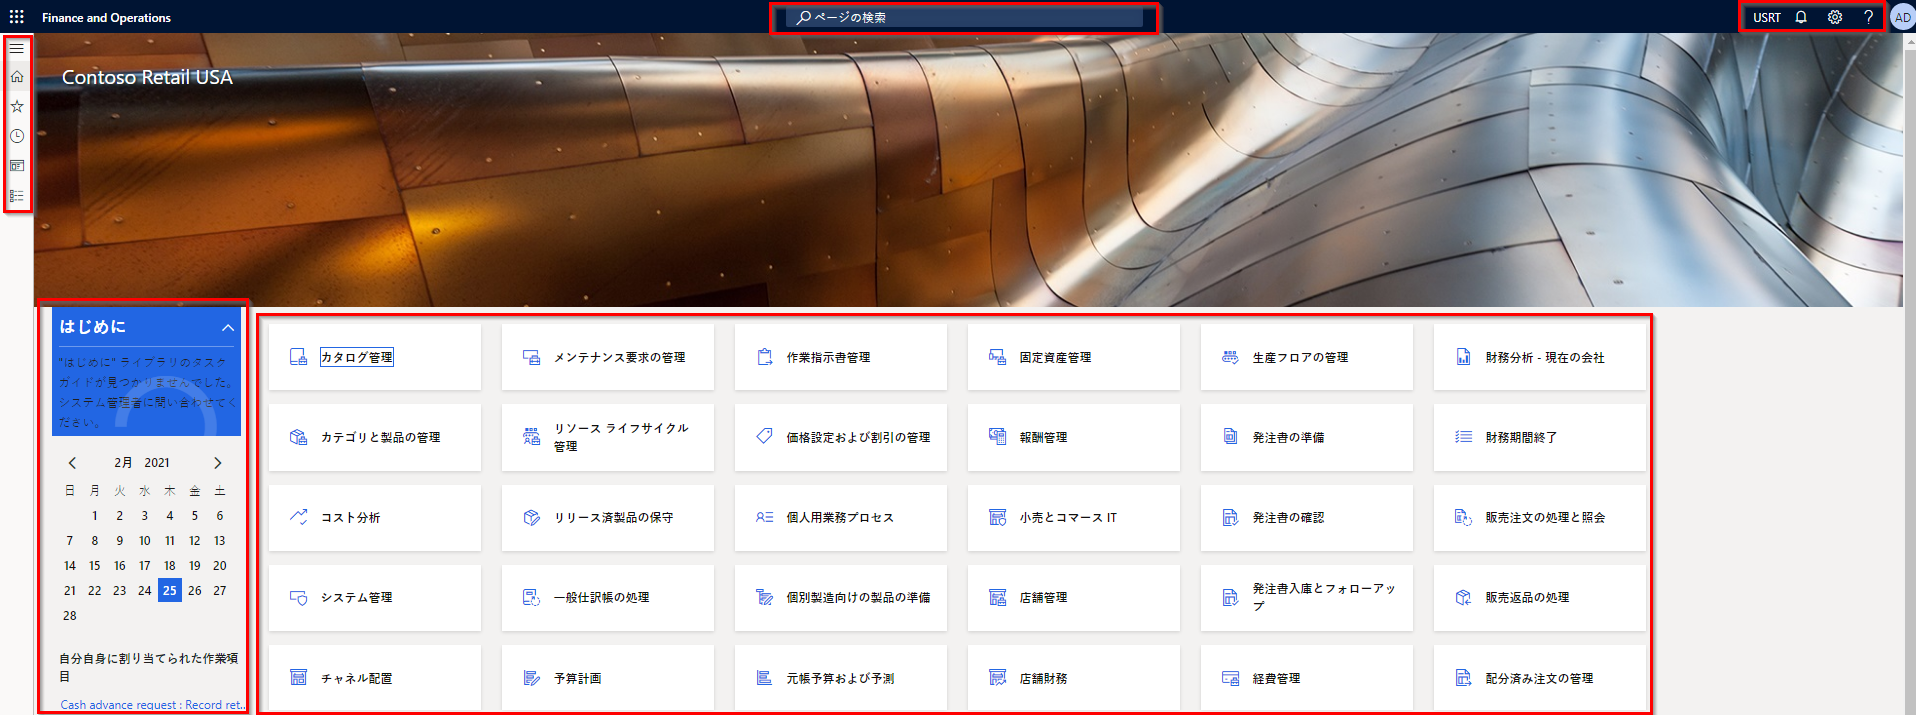 Finance and Operations
ページの検索
USRT
?
AD
Contoso Retail USA
はじめに
"はじめに" ライブラリのタスク
ガイドが見つかりませんでした。
システム管理者に問い合わせてく
ださい。
2月 2021
日 月 火 水 木 金 土
1 2 3 4 5 6
7 8 9 10 11 12 13
14 15 16 17 18 19 20
21 22 23 24 25 26 27
28
自分自身に割り当てられた作業項
目
Cash advance request : Record ret..
カタログ管理
メンテナンス要求の管理
作業指示書管理
固定資産管理
生産フロアの管理
財務分析 - 現在の会社
カテゴリと製品の管理
リソース ライフサイクル
管理
価格設定および割引の管理
報酬管理
発注書の準備
財務期間終了
コスト分析
リリース済製品の保守
個人用業務プロセス
小売とコマース IT
発注書の確認
販売注文の処理と照会
システム管理
一般仕訳帳の処理
個別製造向けの製品の準備
店舗管理
発注書入庫とフォローアッ
プ
販売返品の処理
チャネル配置
予算計画
元帳予算および予測
店舗財務
経費管理
配分済み注文の管理